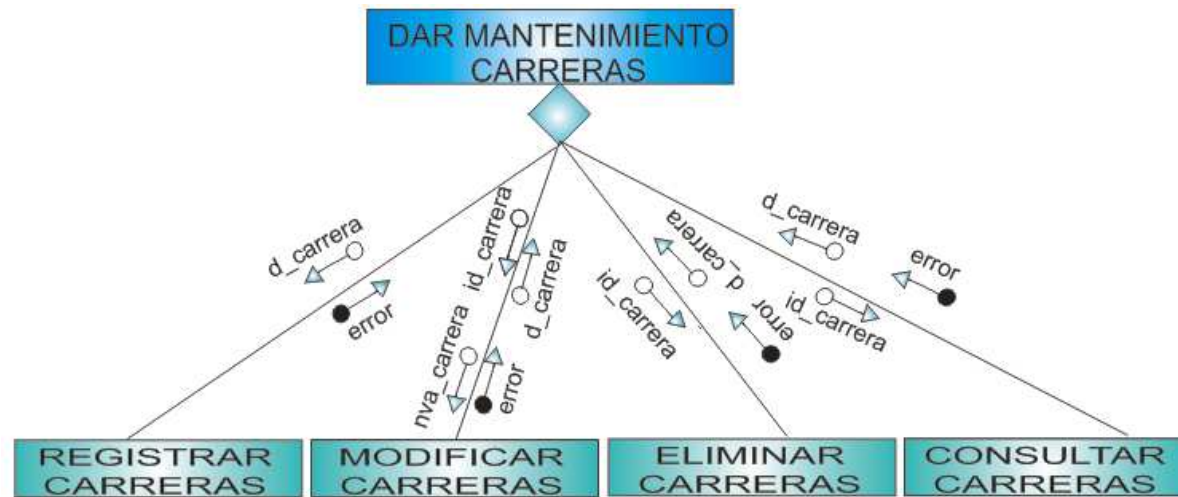 DAR MANTENIMIENTO
CARRERAS
d_carrera
error
id_carrera
d_carrera
nva_carrera
error
d_carrera
id_carrera
error
d_carrera
error
id_carrera
REGISTRAR
CARRERAS
MODIFICAR
CARRERAS
ELIMINAR
CARRERAS
CONSULTAR
CARRERAS